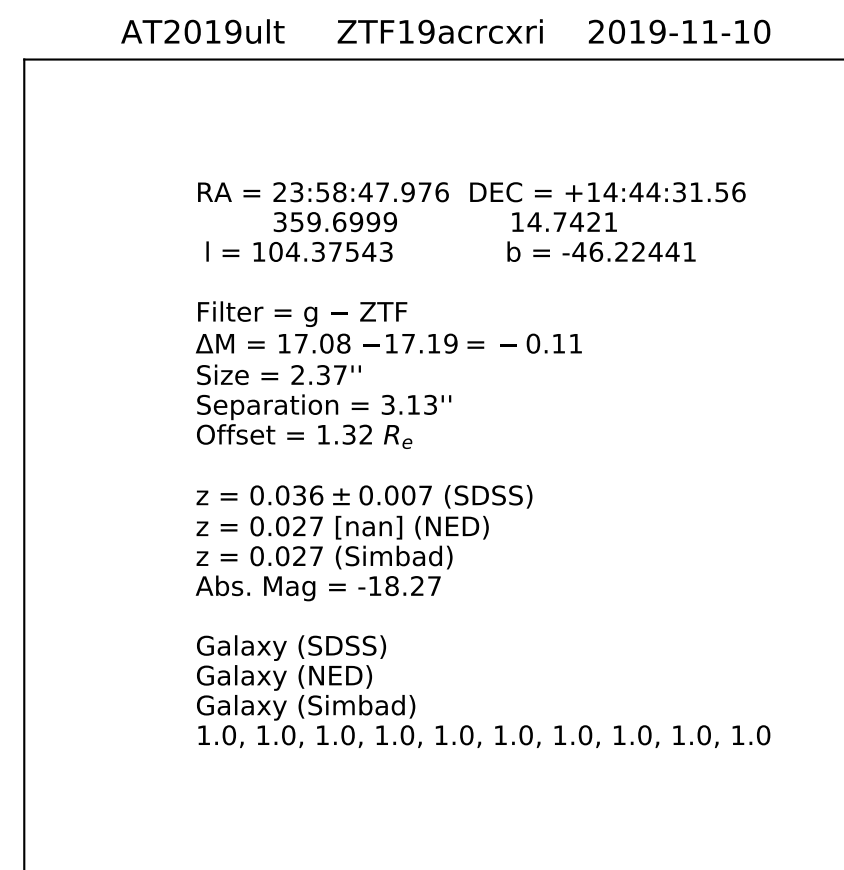 AT2019ult ZTF19acrcxri 2019-11-10
RA = 23:58:47.976 DEC = +14:44:31.56
359.6999 14.7421
l = 104.37543 b = -46.22441
Filter = g − ZTF
ΔM = 17.08 −17.19 = − 0.11
Size = 2.37''
Separation = 3.13''
Offset = 1.32 Re
z = 0.036 ± 0.007 (SDSS)
z = 0.027 [nan] (NED)
z = 0.027 (Simbad)
Abs. Mag = -18.27
Galaxy (SDSS)
Galaxy (NED)
Galaxy (Simbad)
1.0, 1.0, 1.0, 1.0, 1.0, 1.0, 1.0, 1.0, 1.0, 1.0